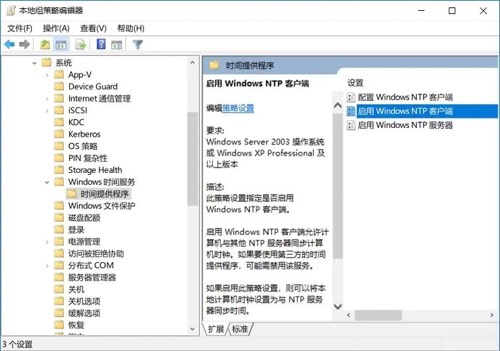 本地组策略编辑器
文件(F) 操作(A) 查看(V) 帮助(H)
系统
App-V
Device Guard
Internet 通信管理
iSCSI
KDC
Kerberos
OS 策略
PIN 复杂性
Storage Health
Windows 时间服务
时间提供程序
Windows 文件保护
磁盘配额
登录
电源管理
访问被拒绝协助
分布式 COM
服务器管理器
关机
关机选项
缓解选项
恢复
时间提供程序
启用 Windows NTP 客户端
编辑策略设置
要求:
Windows Server 2003 操作系统
或 Windows XP Professional 及
以上版本
描述:
此策略设置指定是否启用
Windows NTP 客户端。
启用 Windows NTP 客户端允许计
算机与其他 NTP 服务器同步计算
机时钟。如果要使用第三方的时间
提供程序，可能需禁用该服务。
如果启用此策略设置，则可以将本
地计算机时钟设置为与 NTP 服务
器同步时间。
设置
配置 Windows NTP 客户端
启用 Windows NTP 客户端
启用 Windows NTP 服务器
扩展 标准
3 个设置